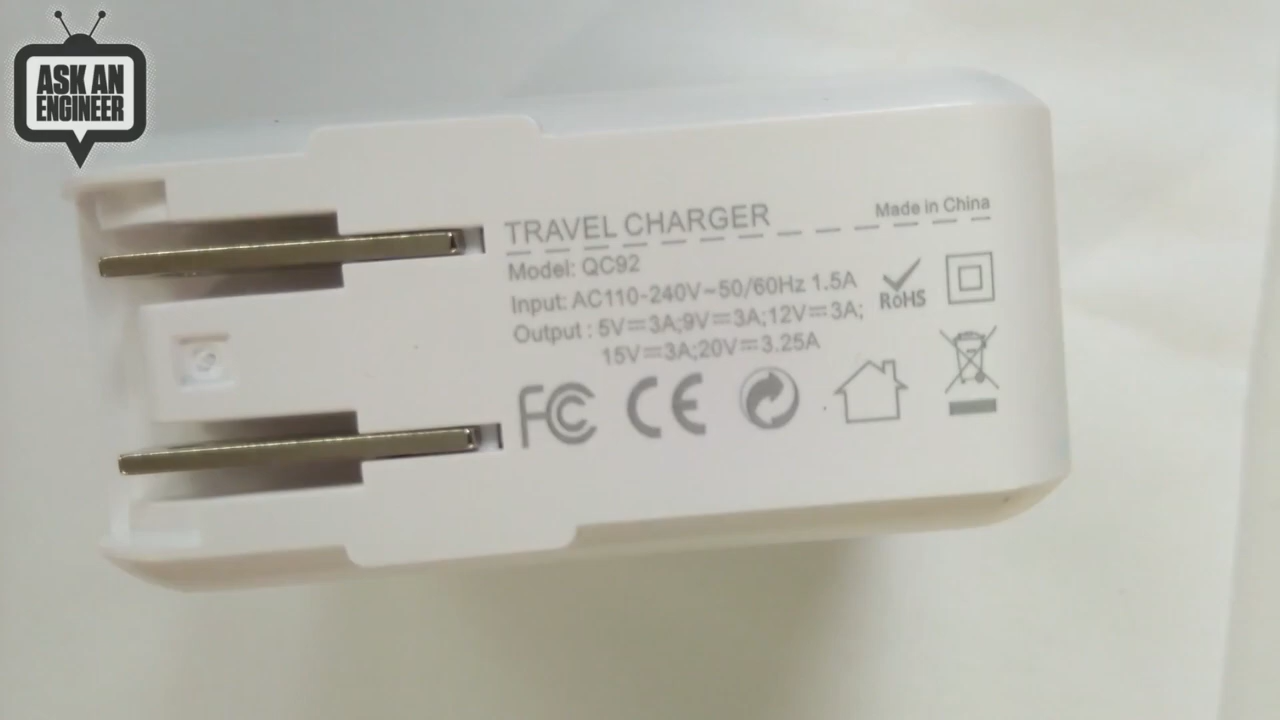 ASK AN
ENGINEER
TRAVEL CHARGER
Made in China
Model: QC92
Input: AC110-240V~50/60Hz 1.5A
Output : 5V⎓3A;9V⎓3A;12V⎓3A;
15V⎓3A;20V⎓3.25A
RoHS
FC CE